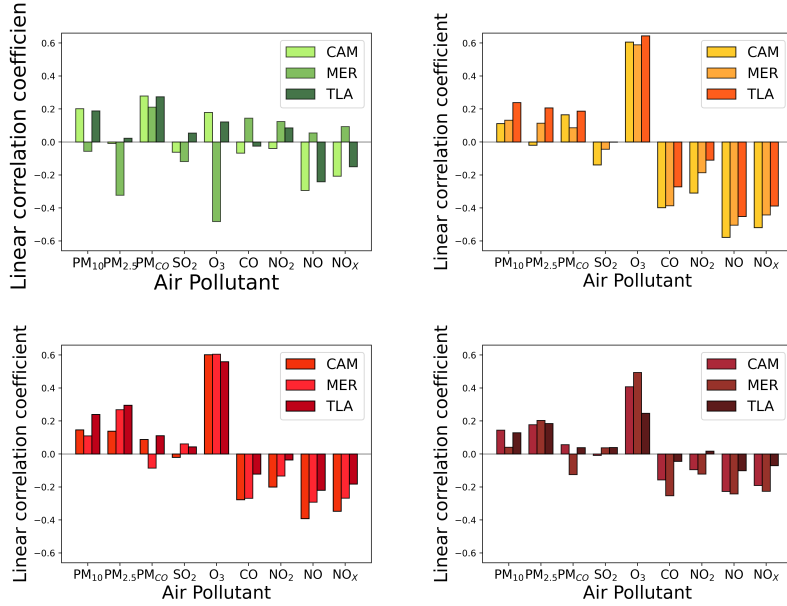 Linear correlation coefficien
0.6
0.4
0.2
0.0
−0.2
−0.4
−0.6
CAM
MER
TLA
PM10 PM2.5 PMCO SO2 O3 CO NO2 NO NOX
Air Pollutant
Linear correlation coefficient
0.6
0.4
0.2
0.0
−0.2
−0.4
−0.6
CAM
MER
TLA
PM10 PM2.5 PMCO SO2 O3 CO NO2 NO NOX
Air Pollutant
Linear correlation coefficient
0.6
0.4
0.2
0.0
−0.2
−0.4
−0.6
CAM
MER
TLA
PM10 PM2.5 PMCO SO2 O3 CO NO2 NO NOX
Air Pollutant
Linear correlation coefficient
0.6
0.4
0.2
0.0
−0.2
−0.4
−0.6
CAM
MER
TLA
PM10 PM2.5 PMCO SO2 O3 CO NO2 NO NOX
Air Pollutant